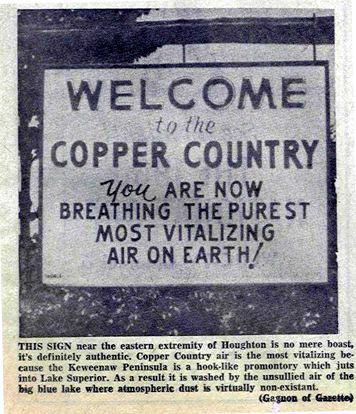 WELCOME
to the
COPPER COUNTRY
You ARE NOW
BREATHING THE PUREST
MOST VITALIZING
AIR ON EARTH!
THIS SIGN near the eastern extremity of Houghton is no mere boast,
it's definitely authentic. Copper Country air is the most vitalizing be-
cause the Keweenaw Peninsula is a hook-like promontory which juts
into Lake Superior. As a result it is washed by the unsullied air of the
big blue lake where atmospheric dust is virtually non-existant.
(Gagnon of Gazette)